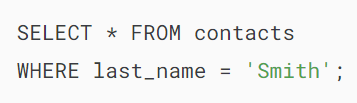 SELECT * FROM contacts
WHERE last_name = 'Smith';